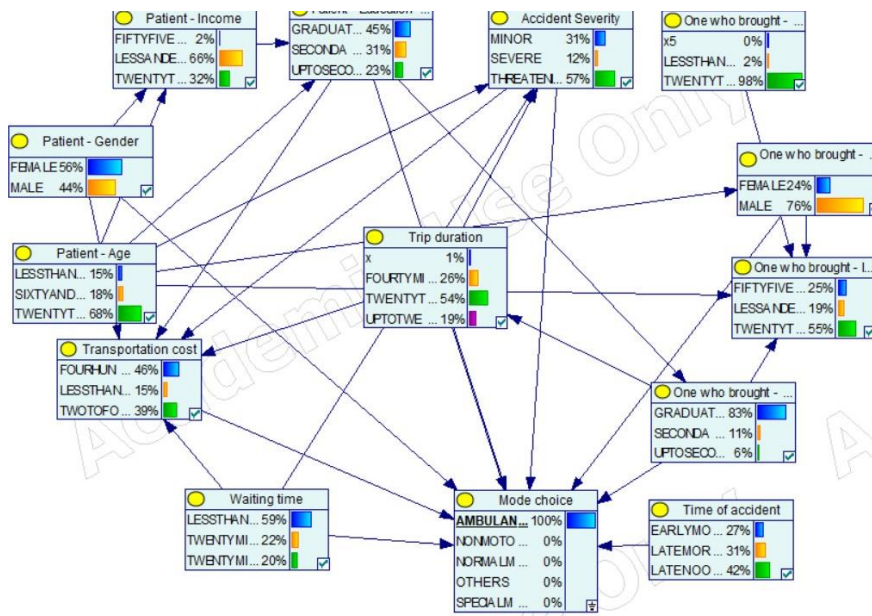 Patient - Income
FIFTYFIVE ... 2%
LESSANDE... 66%
TWENTYT ... 32%
Patient - Education ...
GRADUAT ... 45%
SECONDA ... 31%
UPTOSECO... 23%
Accident Severity
MINOR 31%
SEVERE 12%
THREATENI... 57%
One who brought - ...
x5 0%
LESSTHAN... 2%
TWENTYT ... 98%
Patient - Gender
FEMALE 56%
MALE 44%
One who brought - ...
FEMALE 24%
MALE 76%
Patient - Age
LESSTHAN... 15%
SIXTYAND... 18%
TWENTYT ... 68%
Trip duration
x 1%
FOURTYMI... 26%
TWENTYT ... 54%
UPTOTWE ... 19%
One who brought - I...
FIFTYFIVE ... 25%
LESSANDE... 19%
TWENTYT ... 55%
Transportation cost
FOURHUN ... 46%
LESSTHAN... 15%
TWOTOFO ... 39%
One who brought - ...
GRADUAT ... 83%
SECONDA ... 11%
UPTOSECO... 6%
Waiting time
LESSTHAN... 59%
TWENTYMI... 22%
TWENTYMI... 20%
Mode choice
AMBULAN... 100%
NONMOTO ... 0%
NORMALM ... 0%
OTHERS 0%
SPECIALM ... 0%
Time of accident
EARLYMO ... 27%
LATEMOR ... 31%
LATENOO ... 42%
Academic Use Only